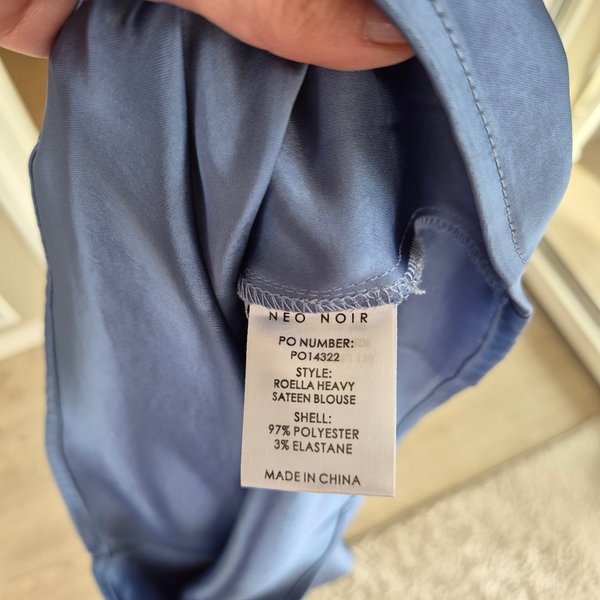 NEO NOIR
PO NUMBER:
PO14322
STYLE:
ROELLA HEAVY
SATEEN BLOUSE
SHELL:
97% POLYESTER
3% ELASTANE
MADE IN CHINA